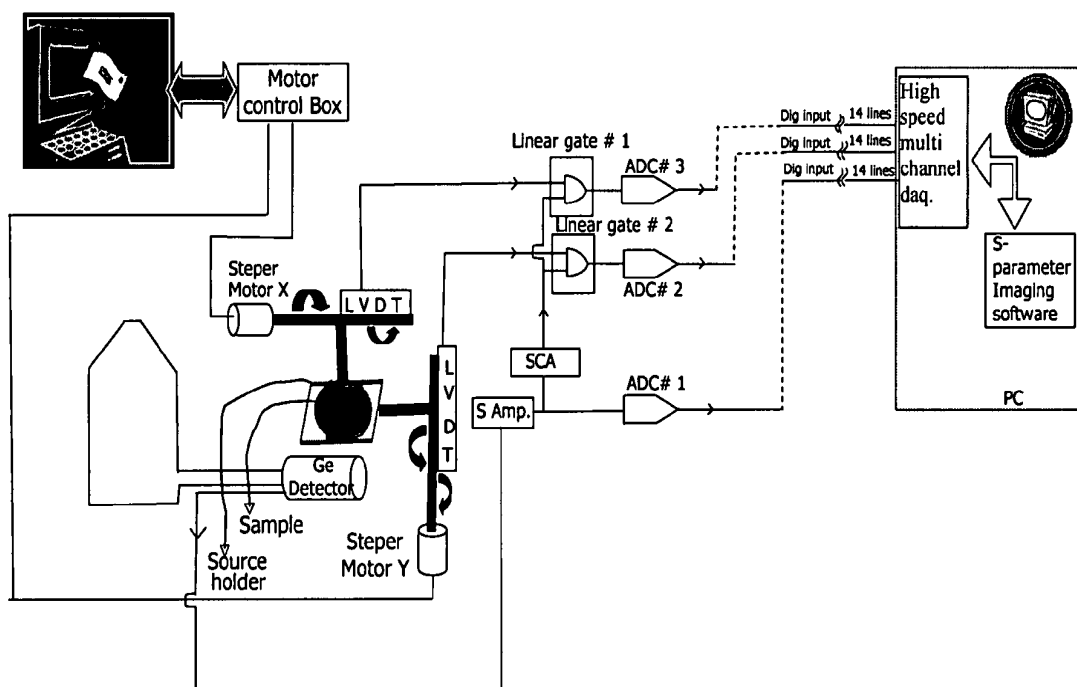 Motor
control Box
Linear gate # 1
ADC# 3
Linear gate # 2
ADC# 2
Dig input
14 lines
Dig input
14 lines
Dig input
14 lines
High
speed
multi
channel
daq.
S-
parameter
Imaging
software
PC
Steper
Motor X
L V D T
L
V
D
T
SCA
S Amp.
ADC# 1
Ge
Detector
Sample
Source
holder
Steper
Motor Y